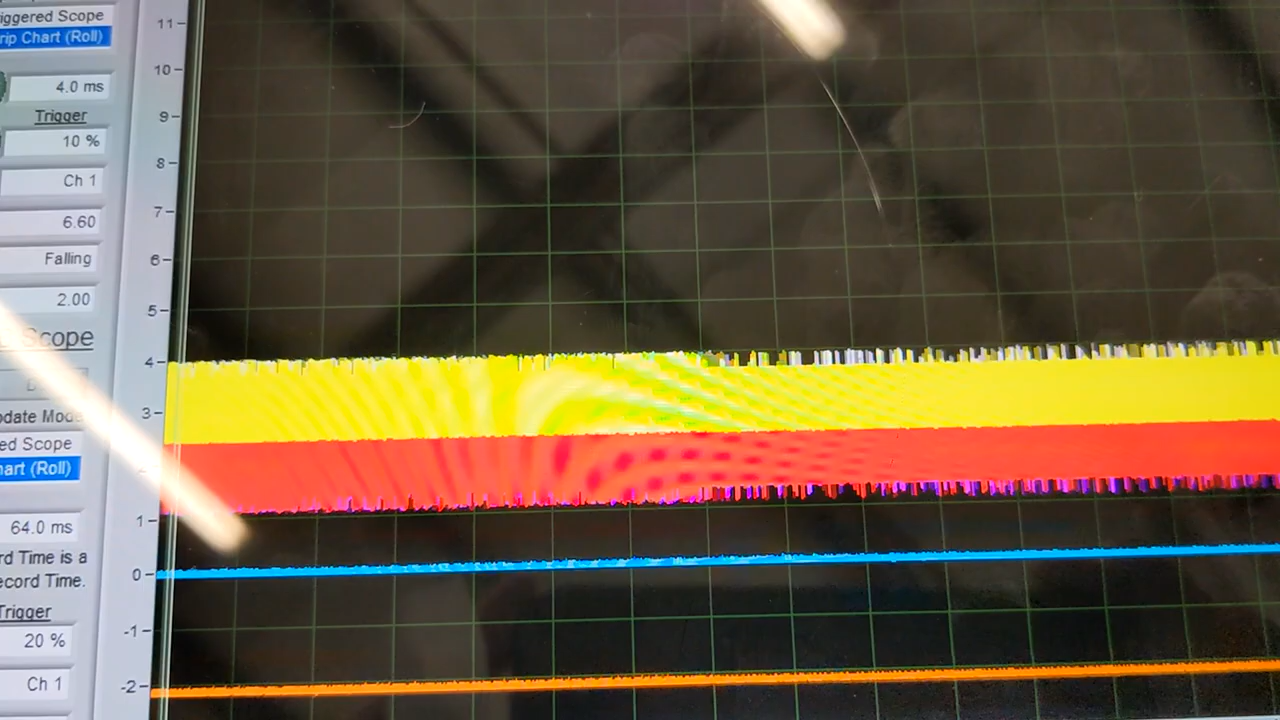 iggered Scope
rip Chart (Roll)
4.0 ms
Trigger
10 %
Ch 1
6.60
Falling
2.00
Scope
pdate Mod
ed Scope
hart (Roll)
64.0 ms
rd Time is a
ecord Time.
Trigger
20 %
Ch 1
11
10
9
8
7
6
5
4
3
1
0
-1
-2